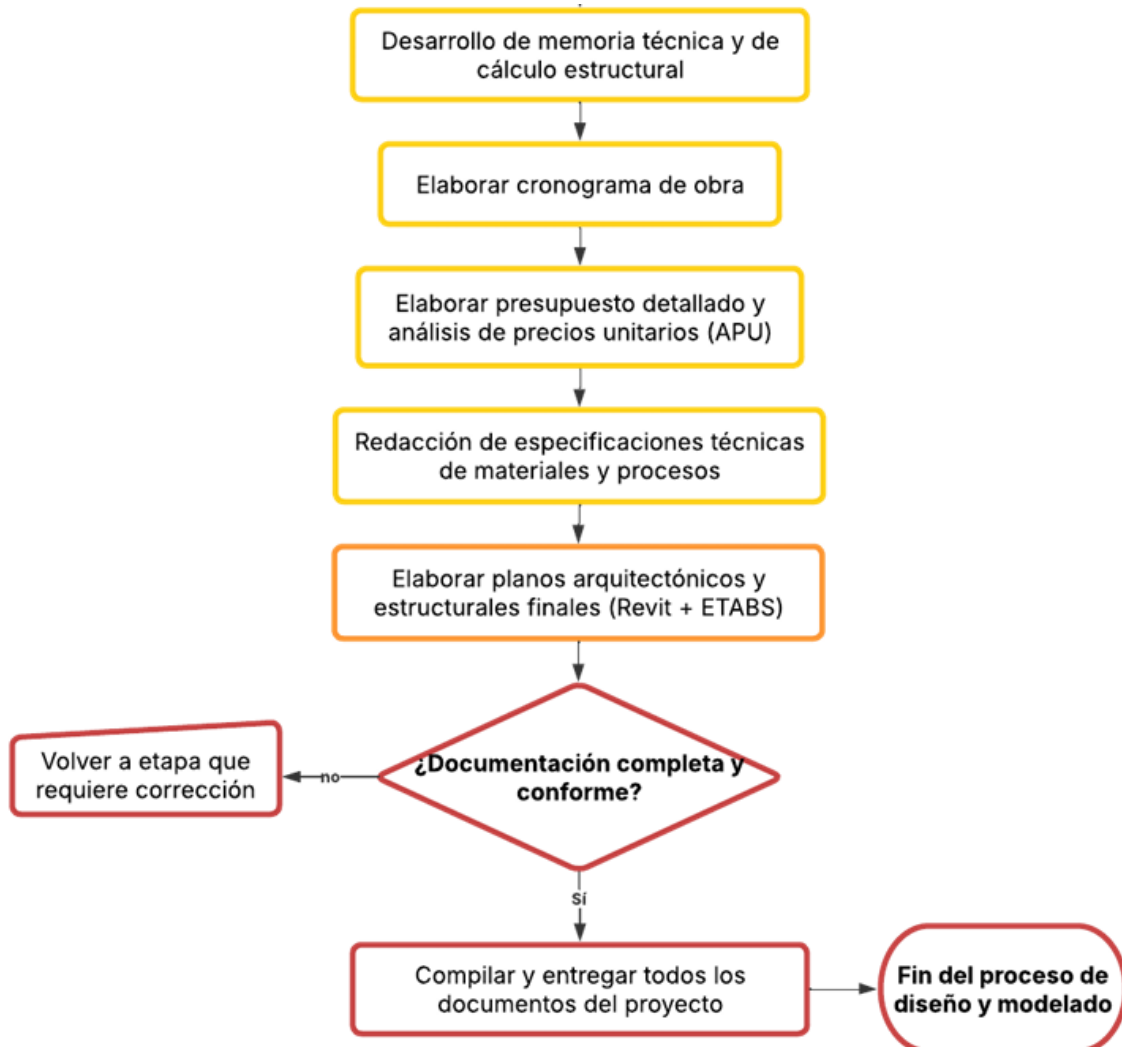 Desarrollo de memoria técnica y de
cálculo estructural
Elaborar cronograma de obra
Elaborar presupuesto detallado y
análisis de precios unitarios (APU)
Redacción de especificaciones técnicas
de materiales y procesos
Elaborar planos arquitectónicos y
estructurales finales (Revit + ETABS)
¿Documentación completa y
conforme?
no
Volver a etapa que
requiere corrección
Sí
Compilar y entregar todos los
documentos del proyecto
Fin del proceso de
diseño y modelado